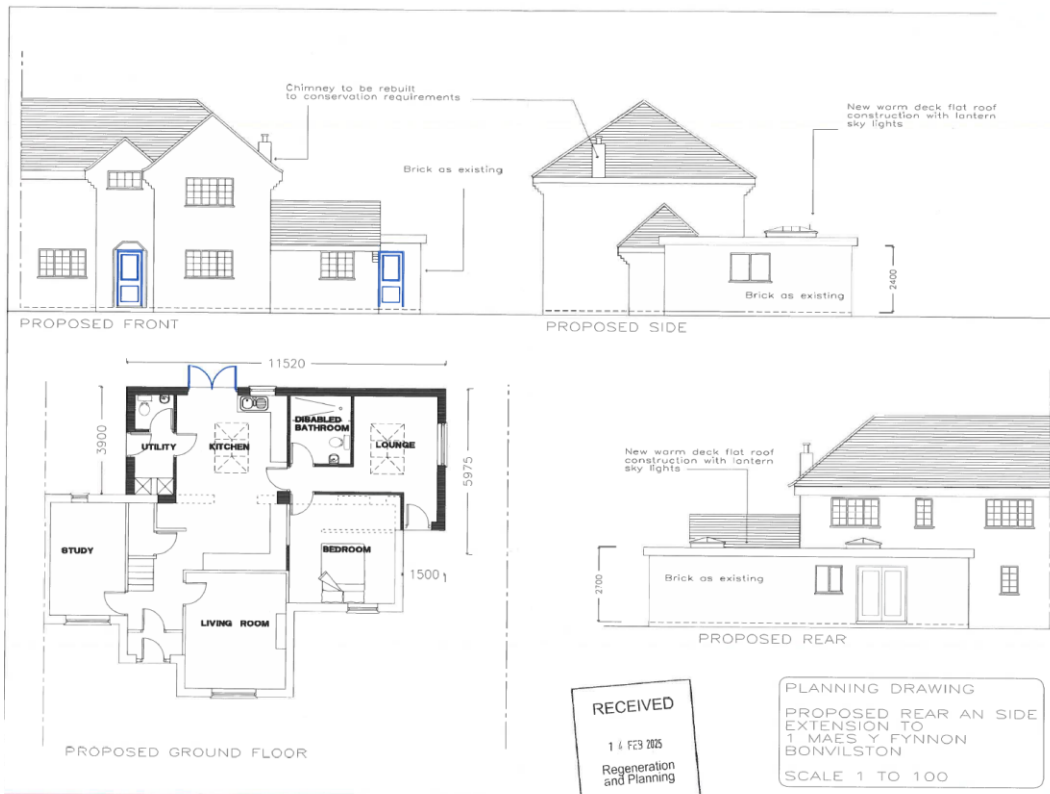 Chimney to be rebuilt
to conservation requirements
Brick as existing
New warm deck flat roof
construction with lantern
sky lights
2400
Brick as existing
PROPOSED FRONT
PROPOSED SIDE
11520
3900
UTILITY
KITCHEN
DISABLED
BATHROOM
LOUNGE
5975
STUDY
BEDROOM
1500
LIVING ROOM
PROPOSED GROUND FLOOR
New warm deck flat roof
construction with lantern
sky lights
2700
Brick as existing
PROPOSED REAR
RECEIVED
14 FEB 2025
Regeneration
and Planning
PLANNING DRAWING
PROPOSED REAR AN SIDE
EXTENSION TO
1 MAES Y FYNNON
BONVILSTON
SCALE 1 TO 100